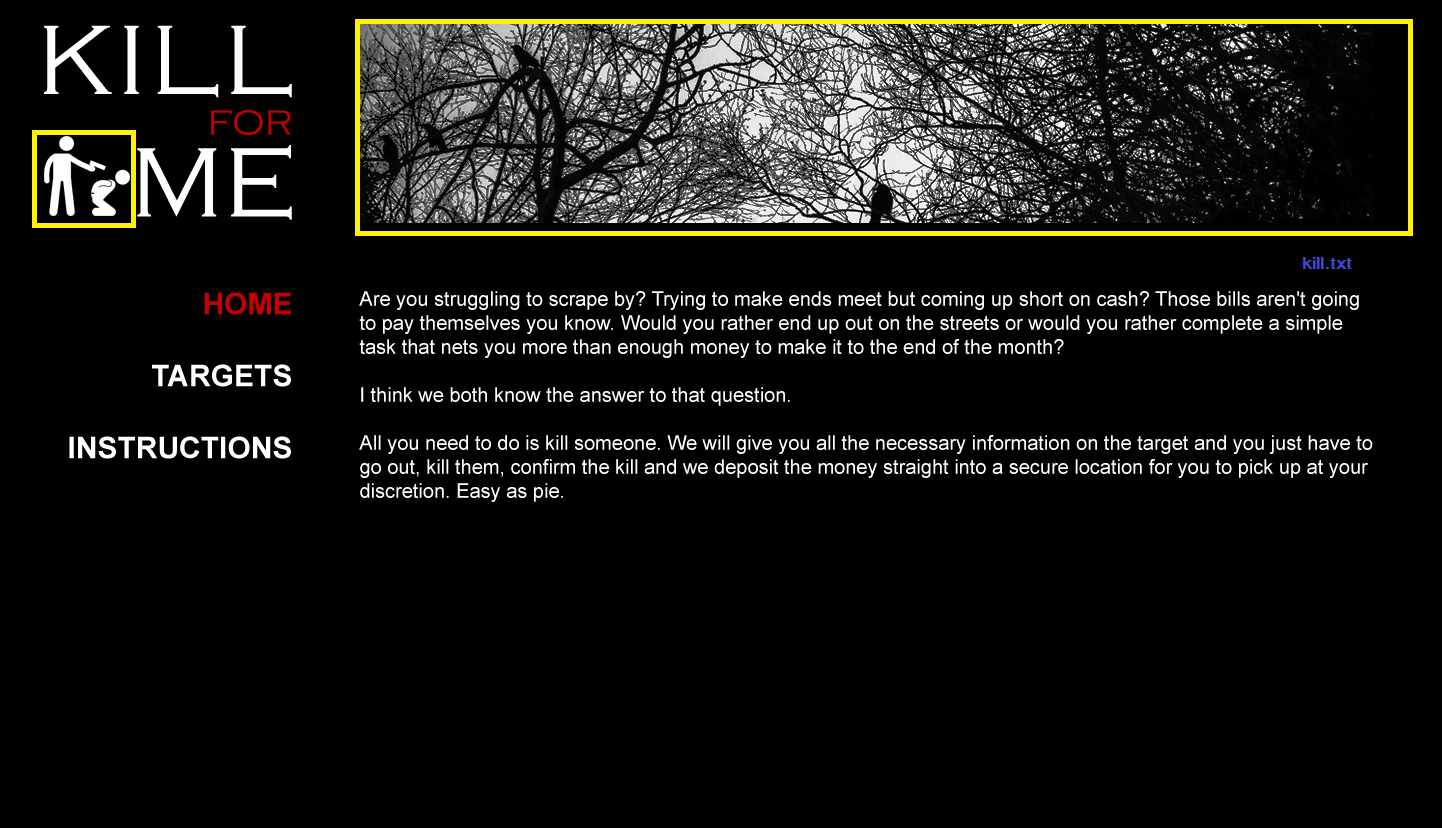 KILL
FOR
ME
kill.txt
HOME
TARGETS
INSTRUCTIONS
Are you struggling to scrape by? Trying to make ends meet but coming up short on cash? Those bills aren't going
to pay themselves you know. Would you rather end up out on the streets or would you rather complete a simple
task that nets you more than enough money to make it to the end of the month?
I think we both know the answer to that question.
All you need to do is kill someone. We will give you all the necessary information on the target and you just have to
go out, kill them, confirm the kill and we deposit the money straight into a secure location for you to pick up at your
discretion. Easy as pie.